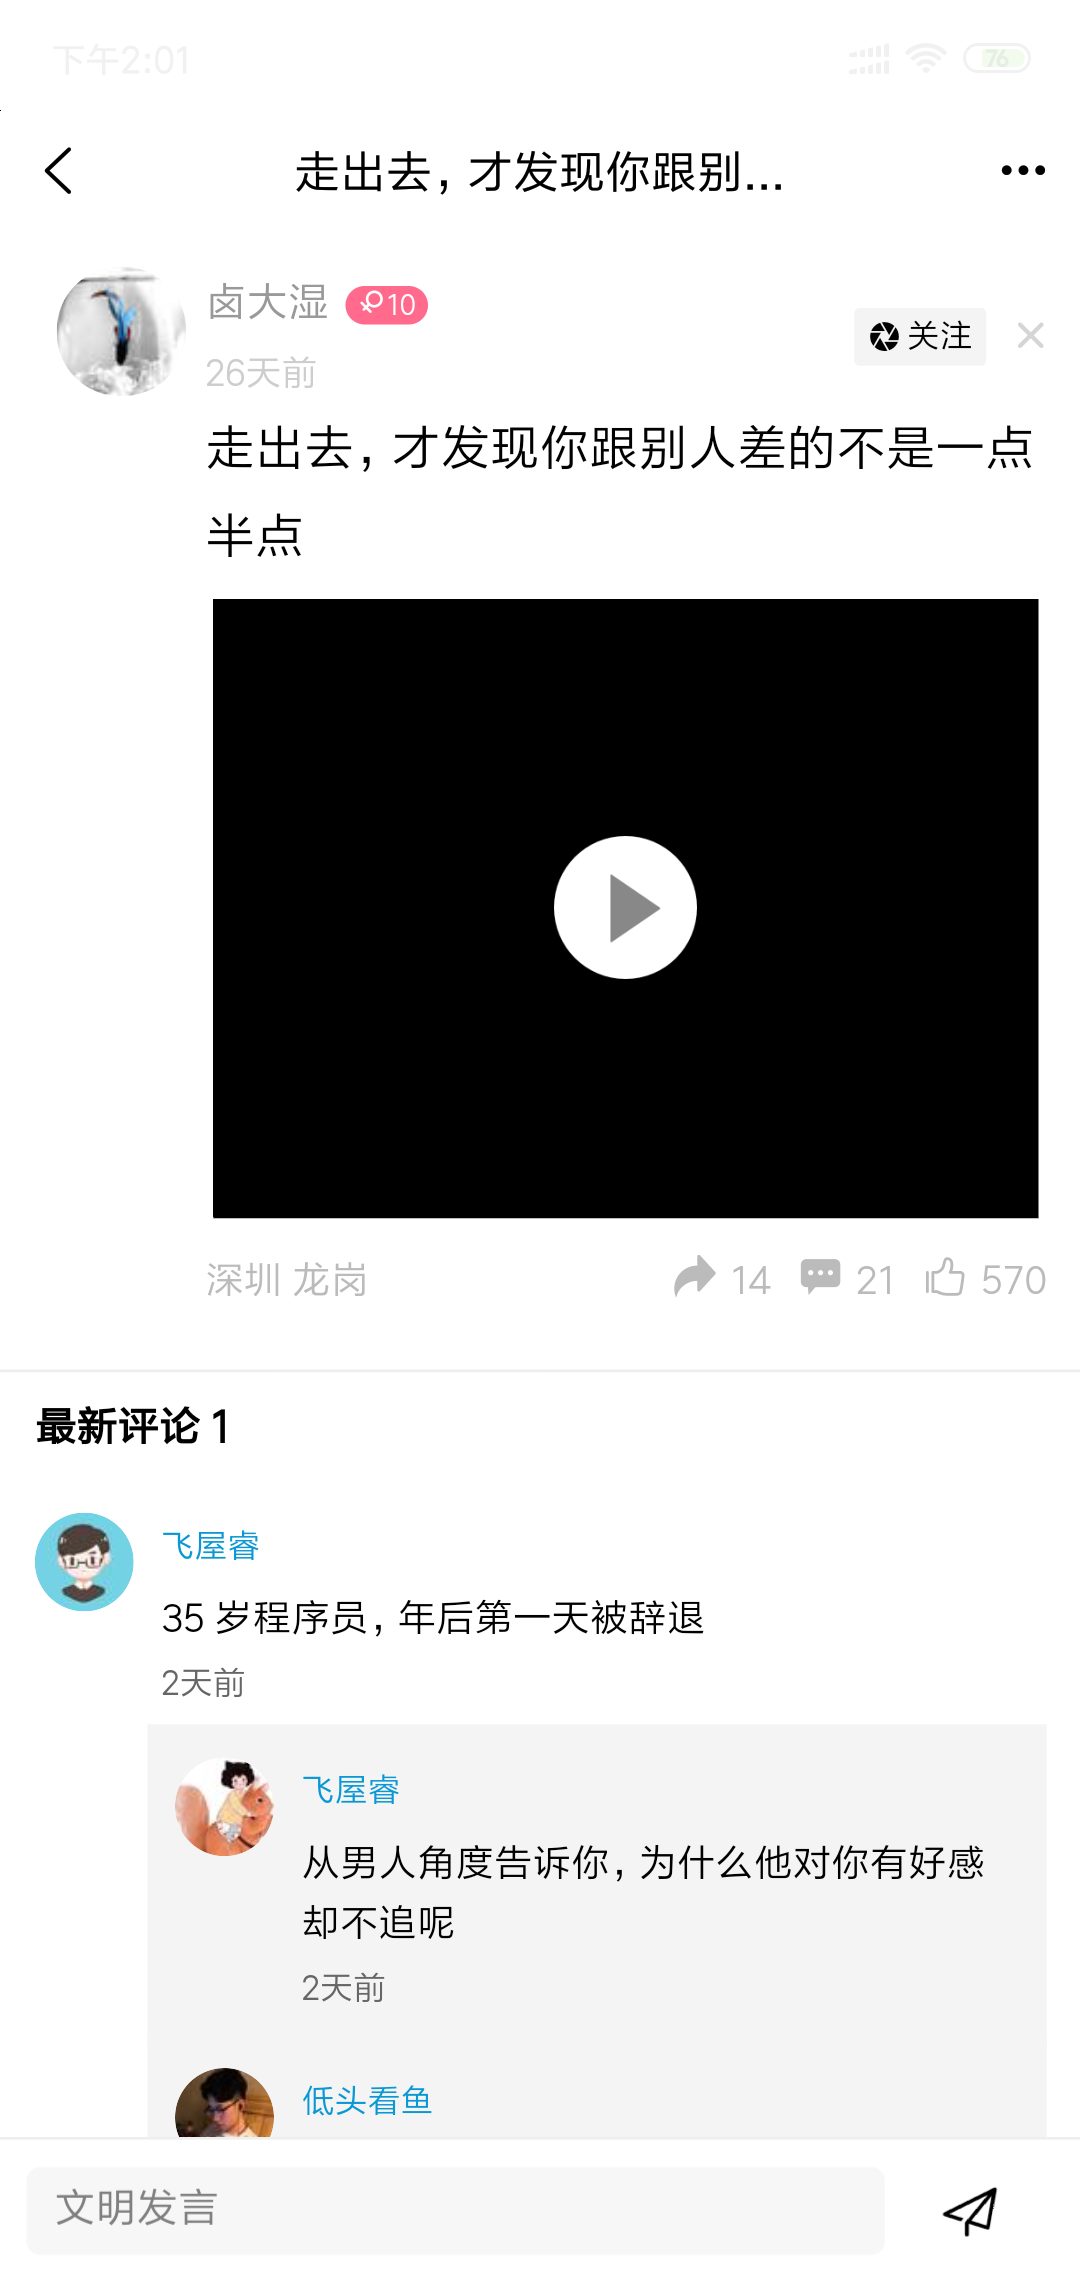 下午2:01
76
走出去，才发现你跟别...
卤大湿
10
关注
26天前
走出去，才发现你跟别人差的不是一点
半点
深圳 龙岗
14
21
570
最新评论 1
飞屋睿
35 岁程序员，年后第一天被辞退
2天前
飞屋睿
从男人角度告诉你，为什么他对你有好感
却不追呢
2天前
低头看鱼
文明发言